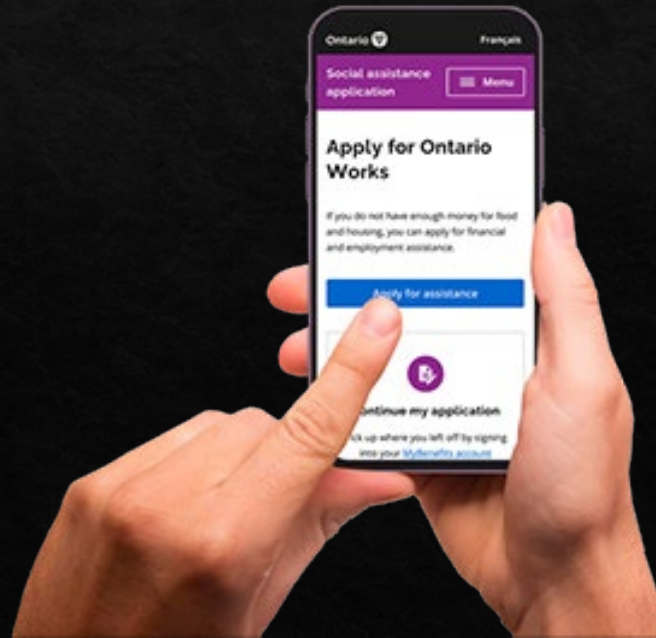 Ontario
Français
Social assistance
application
Menu
Apply for Ontario
Works
If you do not have enough money for food
and housing, you can apply for financial
and employment assistance.
Apply for assistance
ontinue my application
ck up where you left off by signing
into your MyBenefits account